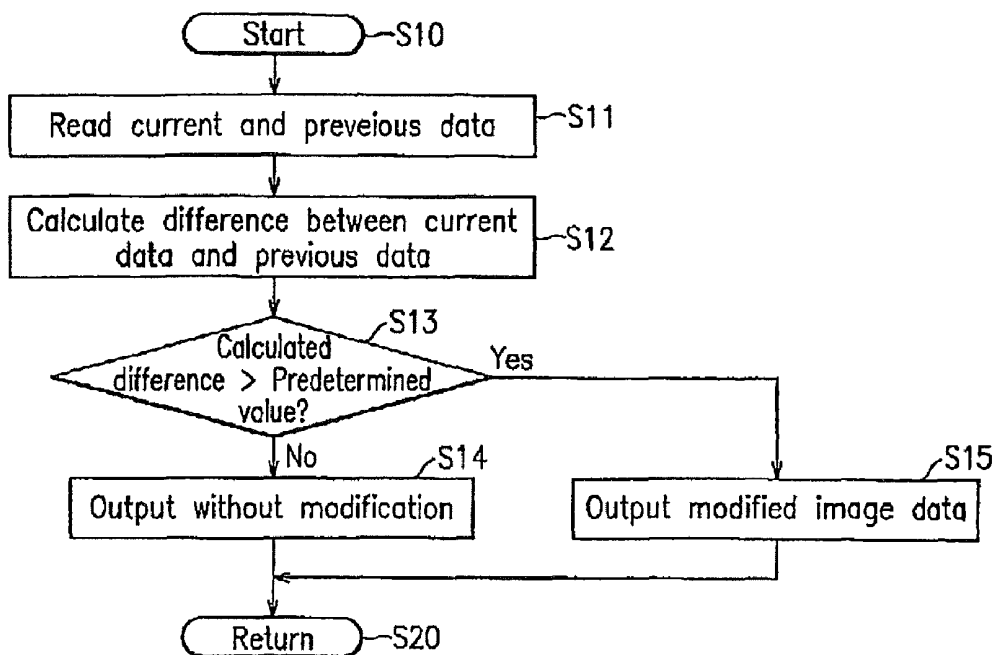 Start
S10
Read current and preveious data
S11
Calculate difference between current
data and previous data
S12
S13
Calculated
difference > Predetermined
value?
Yes
No
S14
Output without modification
S15
Output modified image data
Return
S20